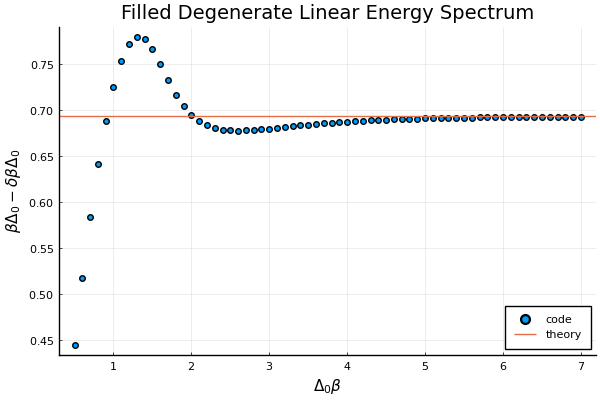 Filled Degenerate Linear Energy Spectrum
βΔ₀ − δβΔ₀
0.75
0.70
0.65
0.60
0.55
0.50
0.45
code
theory
1 2 3 4 5 6 7
Δ₀β